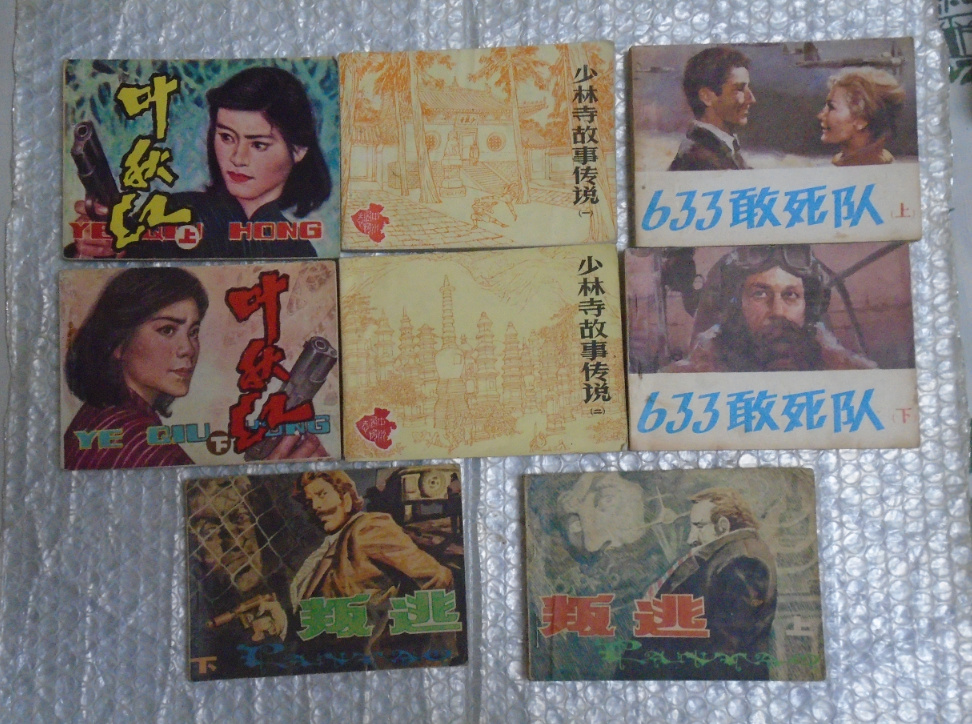 叶秋红
上
YE QIU HONG
少林寺故事传说
(一)
633敢死队
(上)
叶秋红
下
YE QIU HONG
少林寺故事传说
(二)
633敢死队
(下)
叛逃
下
叛逃
上